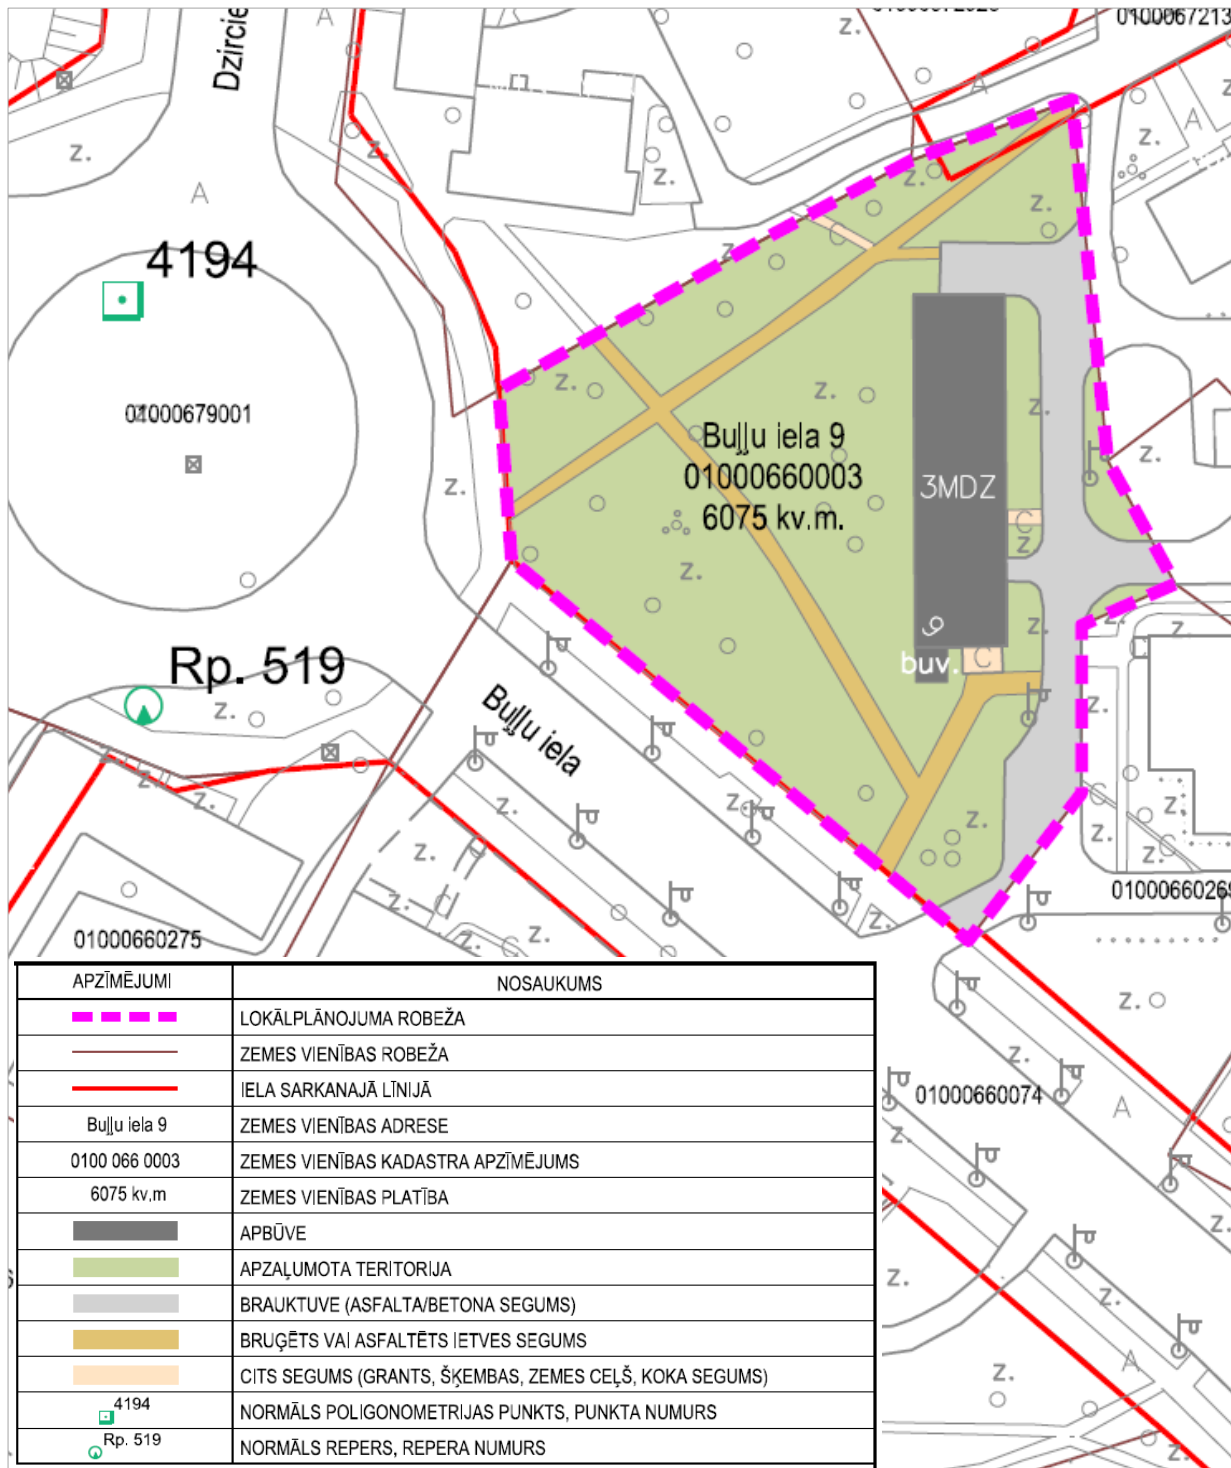 Dzircie
0100067213
z.
A
z.
z.
A
z.
z.
A
z.
z.
z.
4194
z.
01000679001
z.
z.
z.
z.
z.
Buļļu iela 9
01000660003
6075 kv.m.
3MDZ
C
z
z.
9
buv.
C
Rp. 519
z.
Buļļu iela
z.
z.
z.
z.
z.
z.
z.
z.
z.
C
z.
01000660275
z.
z.
0100066026
z.
01000660074
A
z.
z.
z.
z.
A
z.
z.
APZĪMĒJUMI NOSAUKUMS
LOKĀLPLĀNOJUMA ROBEŽA
ZEMES VIENĪBAS ROBEŽA
IELA SARKANAJĀ LĪNIJĀ
Buļļu iela 9 ZEMES VIENĪBAS ADRESE
0100 066 0003 ZEMES VIENĪBAS KADASTRA APZĪMĒJUMS
6075 kv.m ZEMES VIENĪBAS PLATĪBA
APBŪVE
APZAĻUMOTA TERITORIJA
BRAUKTUVE (ASFALTA/BETONA SEGUMS)
BRUĢĒTS VAI ASFALTĒTS IETVES SEGUMS
CITS SEGUMS (GRANTS, ŠĶEMBAS, ZEMES CEĻŠ, KOKA SEGUMS)
4194 NORMĀLS POLIGONOMETRIJAS PUNKTS, PUNKTA NUMURS
Rp. 519 NORMĀLS REPERS, REPERA NUMURS